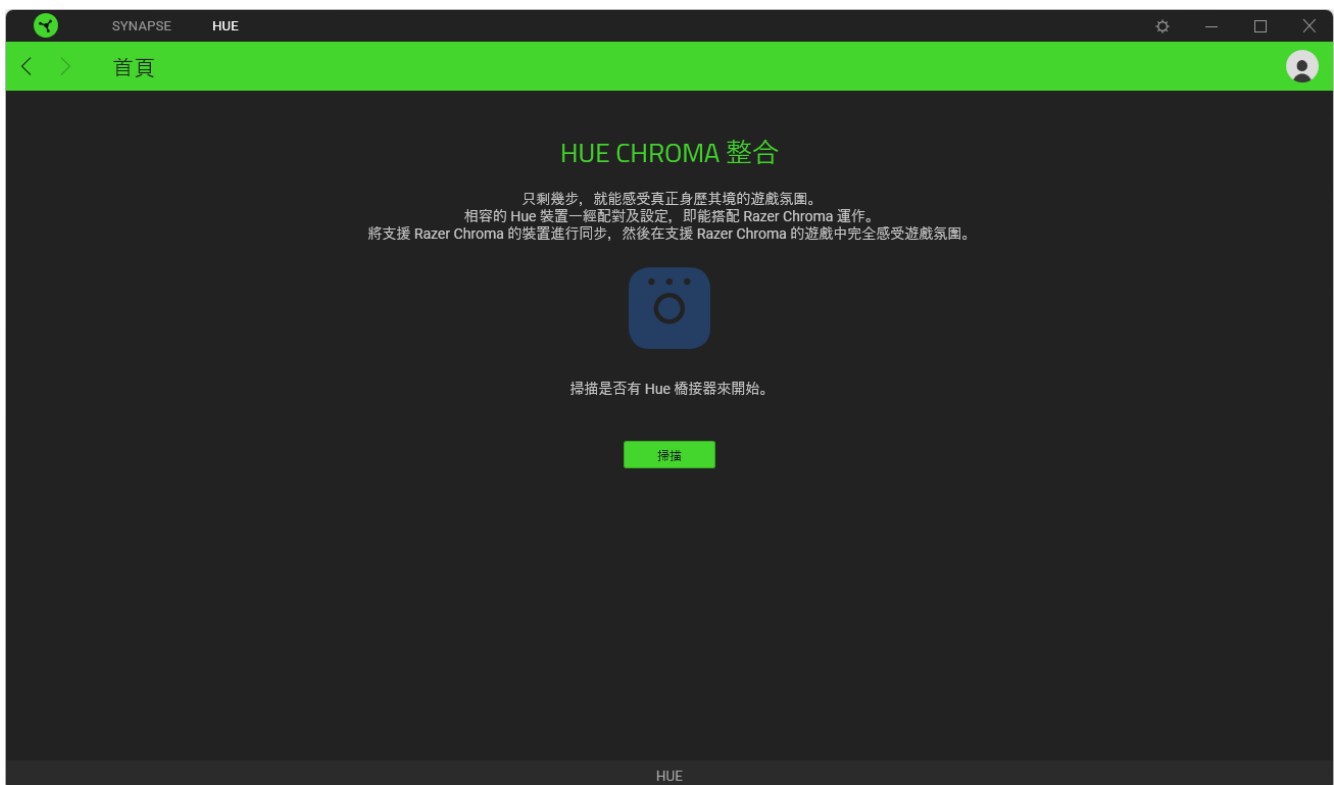 SYNAPSE HUE
首頁
HUE CHROMA 整合
只剩幾步，就能感受真正身歷其境的遊戲氛圍。
相容的 Hue 裝置一經配對及設定，即能搭配 Razer Chroma 運作。
將支援 Razer Chroma 的裝置進行同步，然後在支援 Razer Chroma 的遊戲中完全感受遊戲氛圍。
掃描是否有 Hue 橋接器來開始。
掃描
HUE